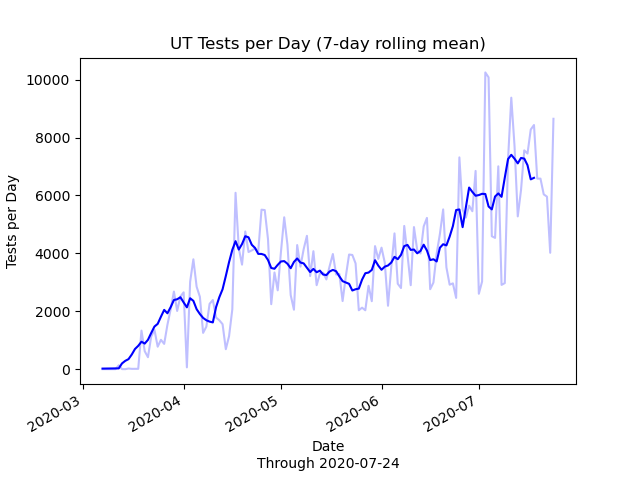 UT Tests per Day (7-day rolling mean)
10000
8000
6000
4000
2000
0
Tests per Day
2020-03
2020-04
2020-05
2020-06
2020-07
Date
Through 2020-07-24